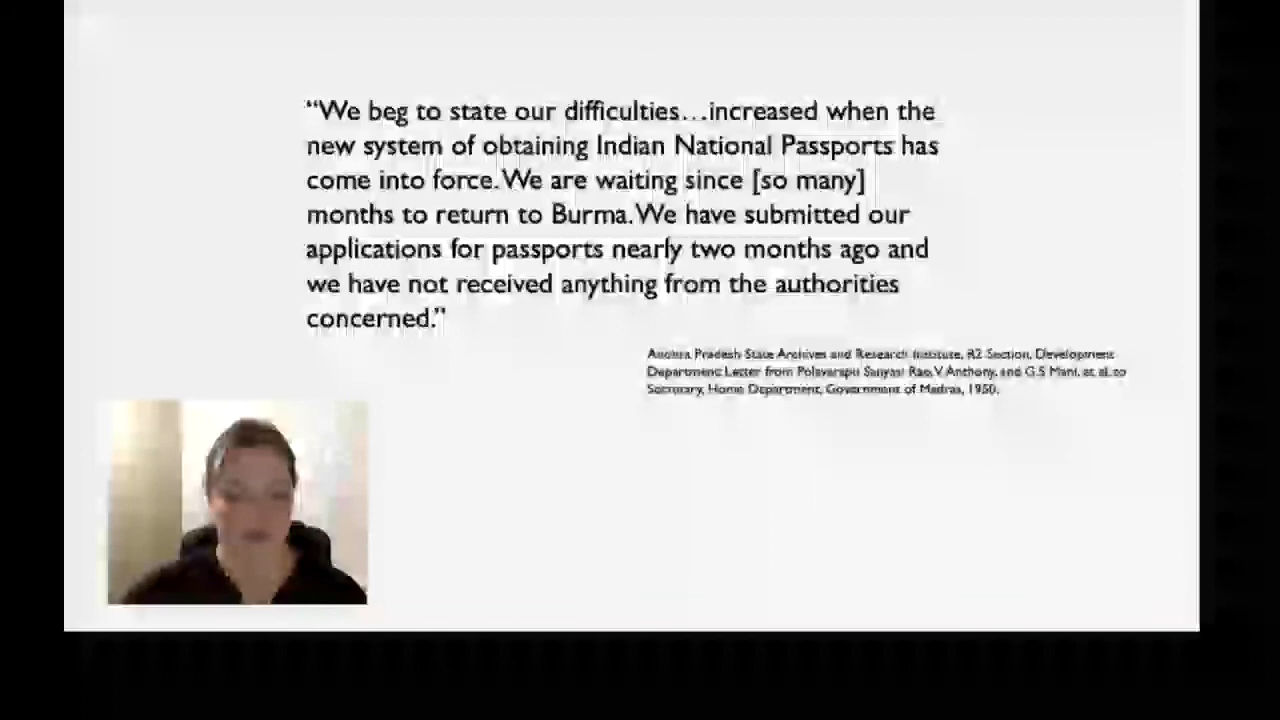 “We beg to state our difficulties…increased when the
new system of obtaining Indian National Passports has
come into force. We are waiting since [so many]
months to return to Burma. We have submitted our
applications for passports nearly two months ago and
we have not received anything from the authorities
concerned.”
Andhra Pradesh State Archives and Research Institute, R2 Section, Development
Department: Letter from Polavarapu Sanyasi Rao, V Anthony, and G.S Mani, et al. to
Secretary, Home Department, Government of Madras, 1950.